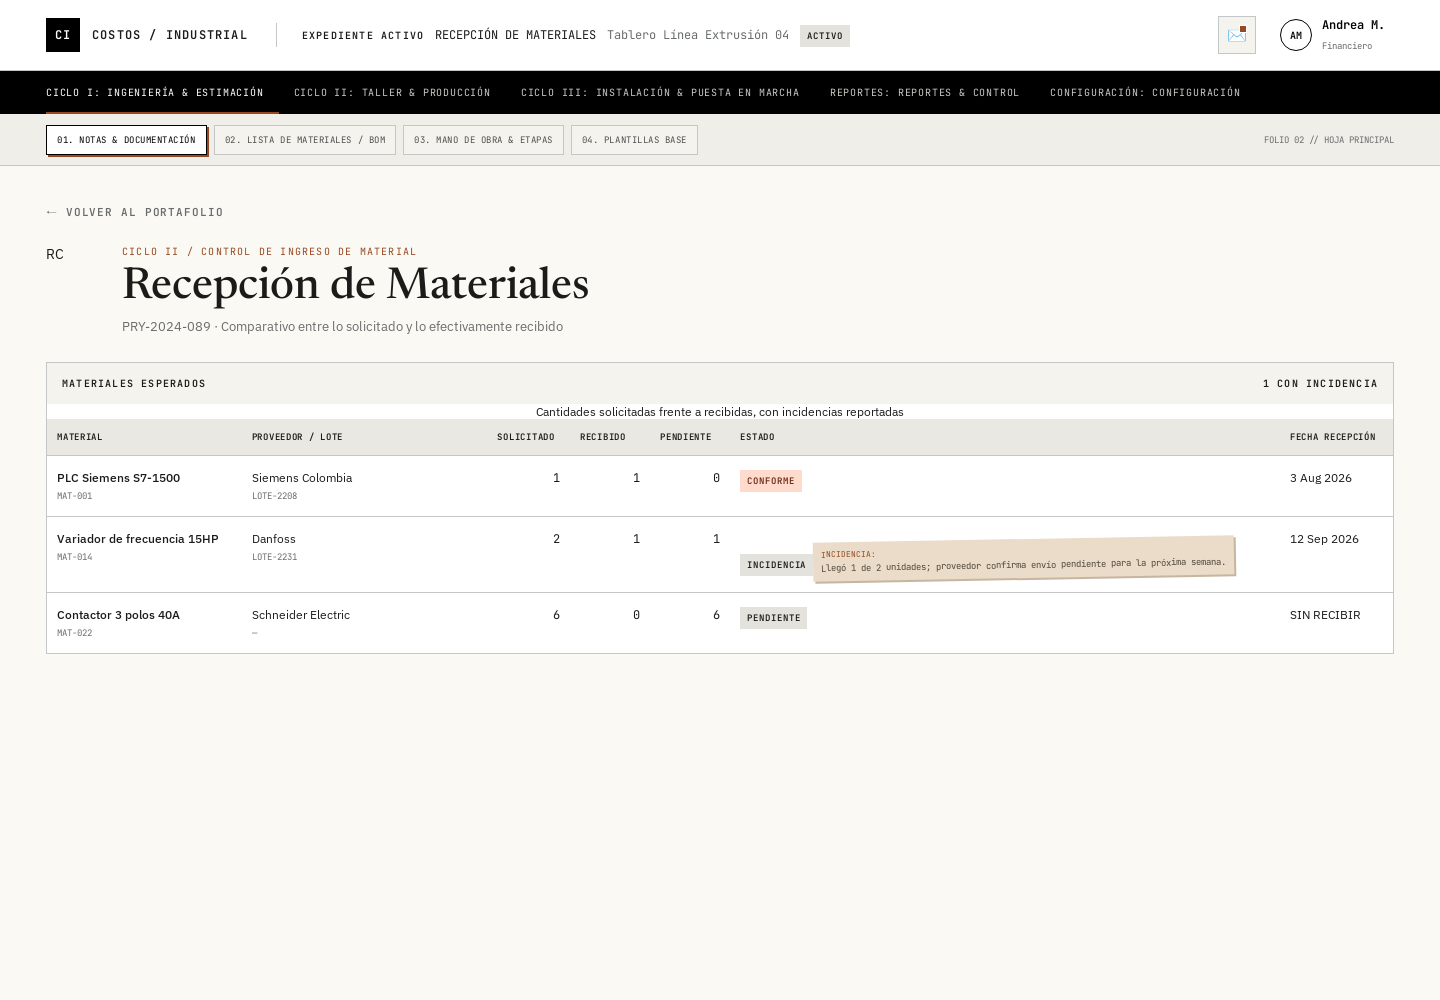 CI COSTOS / INDUSTRIAL EXPEDIENTE ACTIVO RECEPCIÓN DE MATERIALES Tablero Línea Extrusión 04 ACTIVO AM Andrea M.
Financiero
CICLO I: INGENIERÍA & ESTIMACIÓN CICLO II: TALLER & PRODUCCIÓN CICLO III: INSTALACIÓN & PUESTA EN MARCHA REPORTES: REPORTES & CONTROL CONFIGURACIÓN: CONFIGURACIÓN
01. NOTAS & DOCUMENTACIÓN 02. LISTA DE MATERIALES / BOM 03. MANO DE OBRA & ETAPAS 04. PLANTILLAS BASE FOLIO 02 // HOJA PRINCIPAL
← VOLVER AL PORTAFOLIO
RC CICLO II / CONTROL DE INGRESO DE MATERIAL
Recepción de Materiales
PRY-2024-089 · Comparativo entre lo solicitado y lo efectivamente recibido
MATERIALES ESPERADOS 1 CON INCIDENCIA
Cantidades solicitadas frente a recibidas, con incidencias reportadas
MATERIAL PROVEEDOR / LOTE SOLICITADO RECIBIDO PENDIENTE ESTADO FECHA RECEPCIÓN
PLC Siemens S7-1500 Siemens Colombia 1 1 0 CONFORME 3 Aug 2026
MAT-001 LOTE-2208
Variador de frecuencia 15HP Danfoss 2 1 1 12 Sep 2026
MAT-014 LOTE-2231
INCIDENCIA INCIDENCIA:
Llegó 1 de 2 unidades; proveedor confirma envío pendiente para la próxima semana.
Contactor 3 polos 40A Schneider Electric 6 0 6 PENDIENTE SIN RECIBIR
MAT-022 —